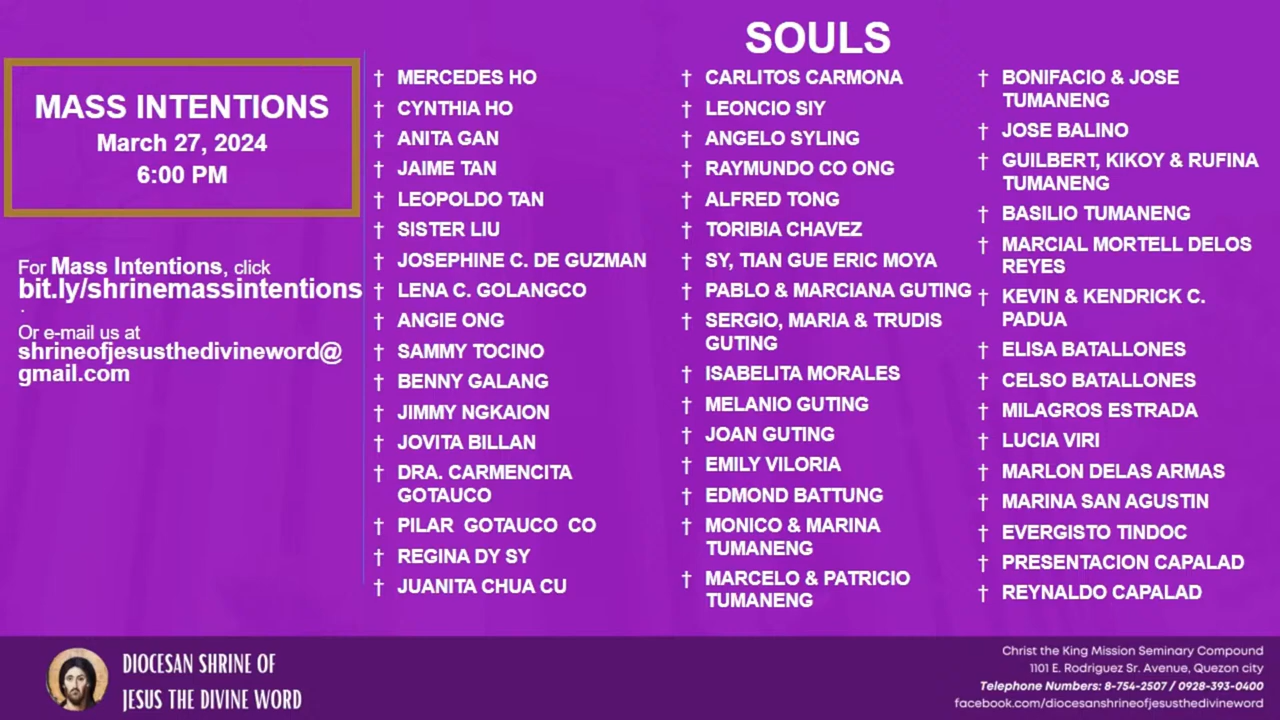 SOULS
MASS INTENTIONS
March 27, 2024
6:00 PM
For Mass Intentions, click
bit.ly/shrinemassintentions
.
Or e-mail us at
shrineofjesusthedivineword@
gmail.com
† MERCEDES HO
† CYNTHIA HO
† ANITA GAN
† JAIME TAN
† LEOPOLDO TAN
† SISTER LIU
† JOSEPHINE C. DE GUZMAN
† LENA C. GOLANGCO
† ANGIE ONG
† SAMMY TOCINO
† BENNY GALANG
† JIMMY NGKAION
† JOVITA BILLAN
† DRA. CARMENCITA
GOTAUCO
† PILAR  GOTAUCO  CO
† REGINA DY SY
† JUANITA CHUA CU
† CARLITOS CARMONA
† LEONCIO SIY
† ANGELO SYLING
† RAYMUNDO CO ONG
† ALFRED TONG
† TORIBIA CHAVEZ
† SY, TIAN GUE ERIC MOYA
† PABLO & MARCIANA GUTING
† SERGIO, MARIA & TRUDIS
GUTING
† ISABELITA MORALES
† MELANIO GUTING
† JOAN GUTING
† EMILY VILORIA
† EDMOND BATTUNG
† MONICO & MARINA
TUMANENG
† MARCELO & PATRICIO
TUMANENG
† BONIFACIO & JOSE
TUMANENG
† JOSE BALINO
† GUILBERT, KIKOY & RUFINA
TUMANENG
† BASILIO TUMANENG
† MARCIAL MORTELL DELOS
REYES
† KEVIN & KENDRICK C.
PADUA
† ELISA BATALLONES
† CELSO BATALLONES
† MILAGROS ESTRADA
† LUCIA VIRI
† MARLON DELAS ARMAS
† MARINA SAN AGUSTIN
† EVERGISTO TINDOC
† PRESENTACION CAPALAD
† REYNALDO CAPALAD
DIOCESAN SHRINE OF
JESUS THE DIVINE WORD
Christ the King Mission Seminary Compound
1101 E. Rodriguez Sr. Avenue, Quezon city
Telephone Numbers: 8-754-2507 / 0928-393-0400
facebook.com/diocesanshrineofjesusthedivineword